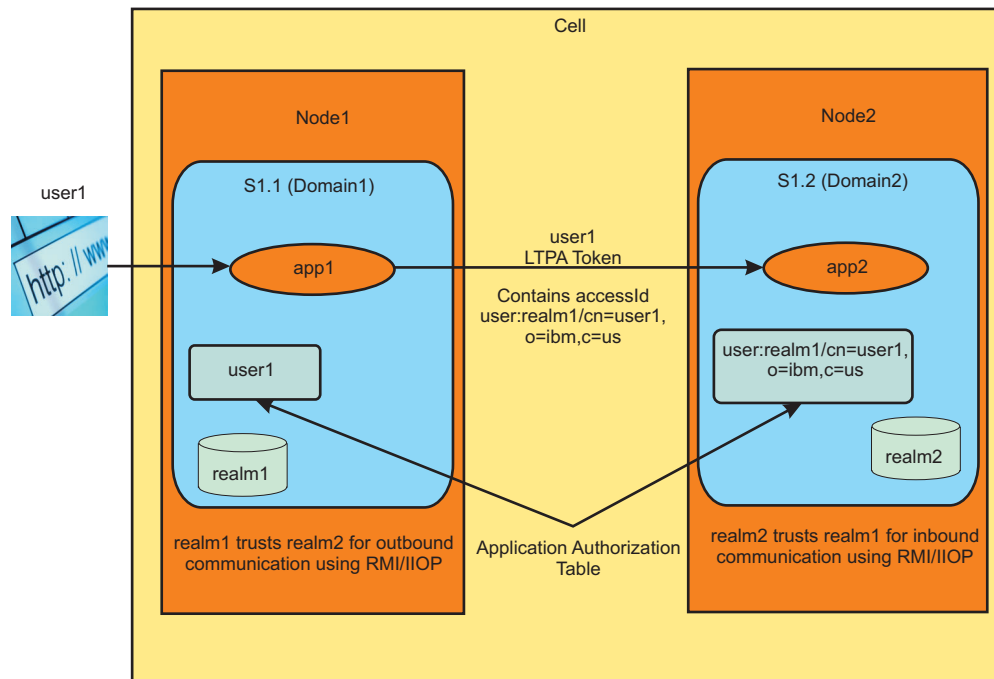 Cell
Node1
Node2
user1
http: // www
S1.1 (Domain1)
S1.2 (Domain2)
app1
user1
LTPA Token
app2
Contains accessId
user:realm1/cn=user1,
o=ibm,c=us
user1
user:realm1/cn=user1,
o=ibm,c=us
realm1
realm2
realm1 trusts realm2 for outbound
communication using RMI/IIOP
Application Authorization
Table
realm2 trusts realm1 for inbound
communication using RMI/IIOP